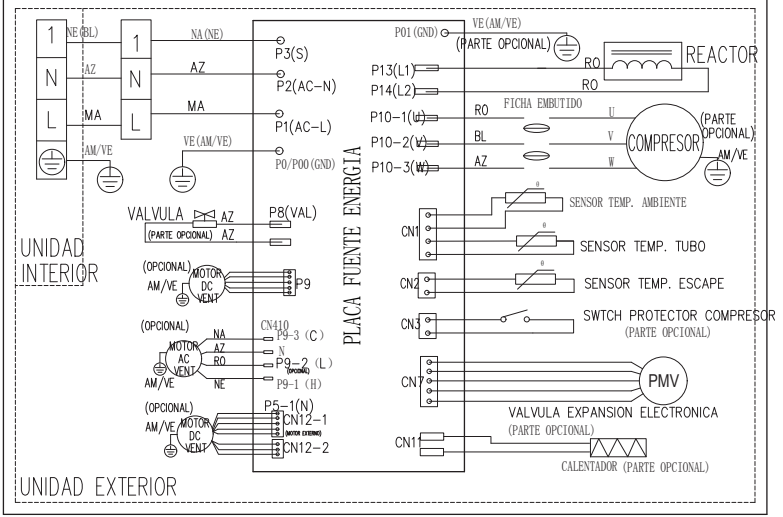 1
NE(BL)
1
NA(NE)
P3(S)
N
AZ
N
AZ
P2(AC-N)
L
MA
L
MA
P1(AC-L)
AM/VE
VE(AM/VE)
P0/P00(GND)
P01(GND)
VE(AM/VE)
(PARTE OPCIONAL)
P13(L1)
RO
REACTOR
P14(L2)
RO
FICHA EMBUTIDO
P10-1(U)
RO
U
P10-2(V)
BL
V
P10-3(W)
AZ
W
COMPRESOR
(PARTE
OPCIONAL)
AM/VE
PLACA FUENTE ENERGIA
UNIDAD
INTERIOR
VALVULA
AZ
P8(VAL)
(PARTE OPCIONAL)
AZ
(OPCIONAL)
MOTOR
DC
VENT
AM/VE
P9
(OPCIONAL)
MOTOR
AC
VENT
AM/VE
NA
AZ
RO
NE
CN410
P9-3 (C)
N
P9-2 (L)
(OPCIONAL)
P9-1 (H)
P5-1(N)
(OPCIONAL)
MOTOR
DC
VENT
AM/VE
CN12-1
(MOTOR EXTERNO)
CN12-2
CN1
θ
SENSOR TEMP. AMBIENTE
θ
SENSOR TEMP. TUBO
CN2
θ
SENSOR TEMP. ESCAPE
CN3
SWTCH PROTECTOR COMPRESOR
(PARTE OPCIONAL)
CN7
PMV
VALVULA EXPANSION ELECTRONICA
(PARTE OPCIONAL)
CN11
CALENTADOR (PARTE OPCIONAL)
UNIDAD EXTERIOR